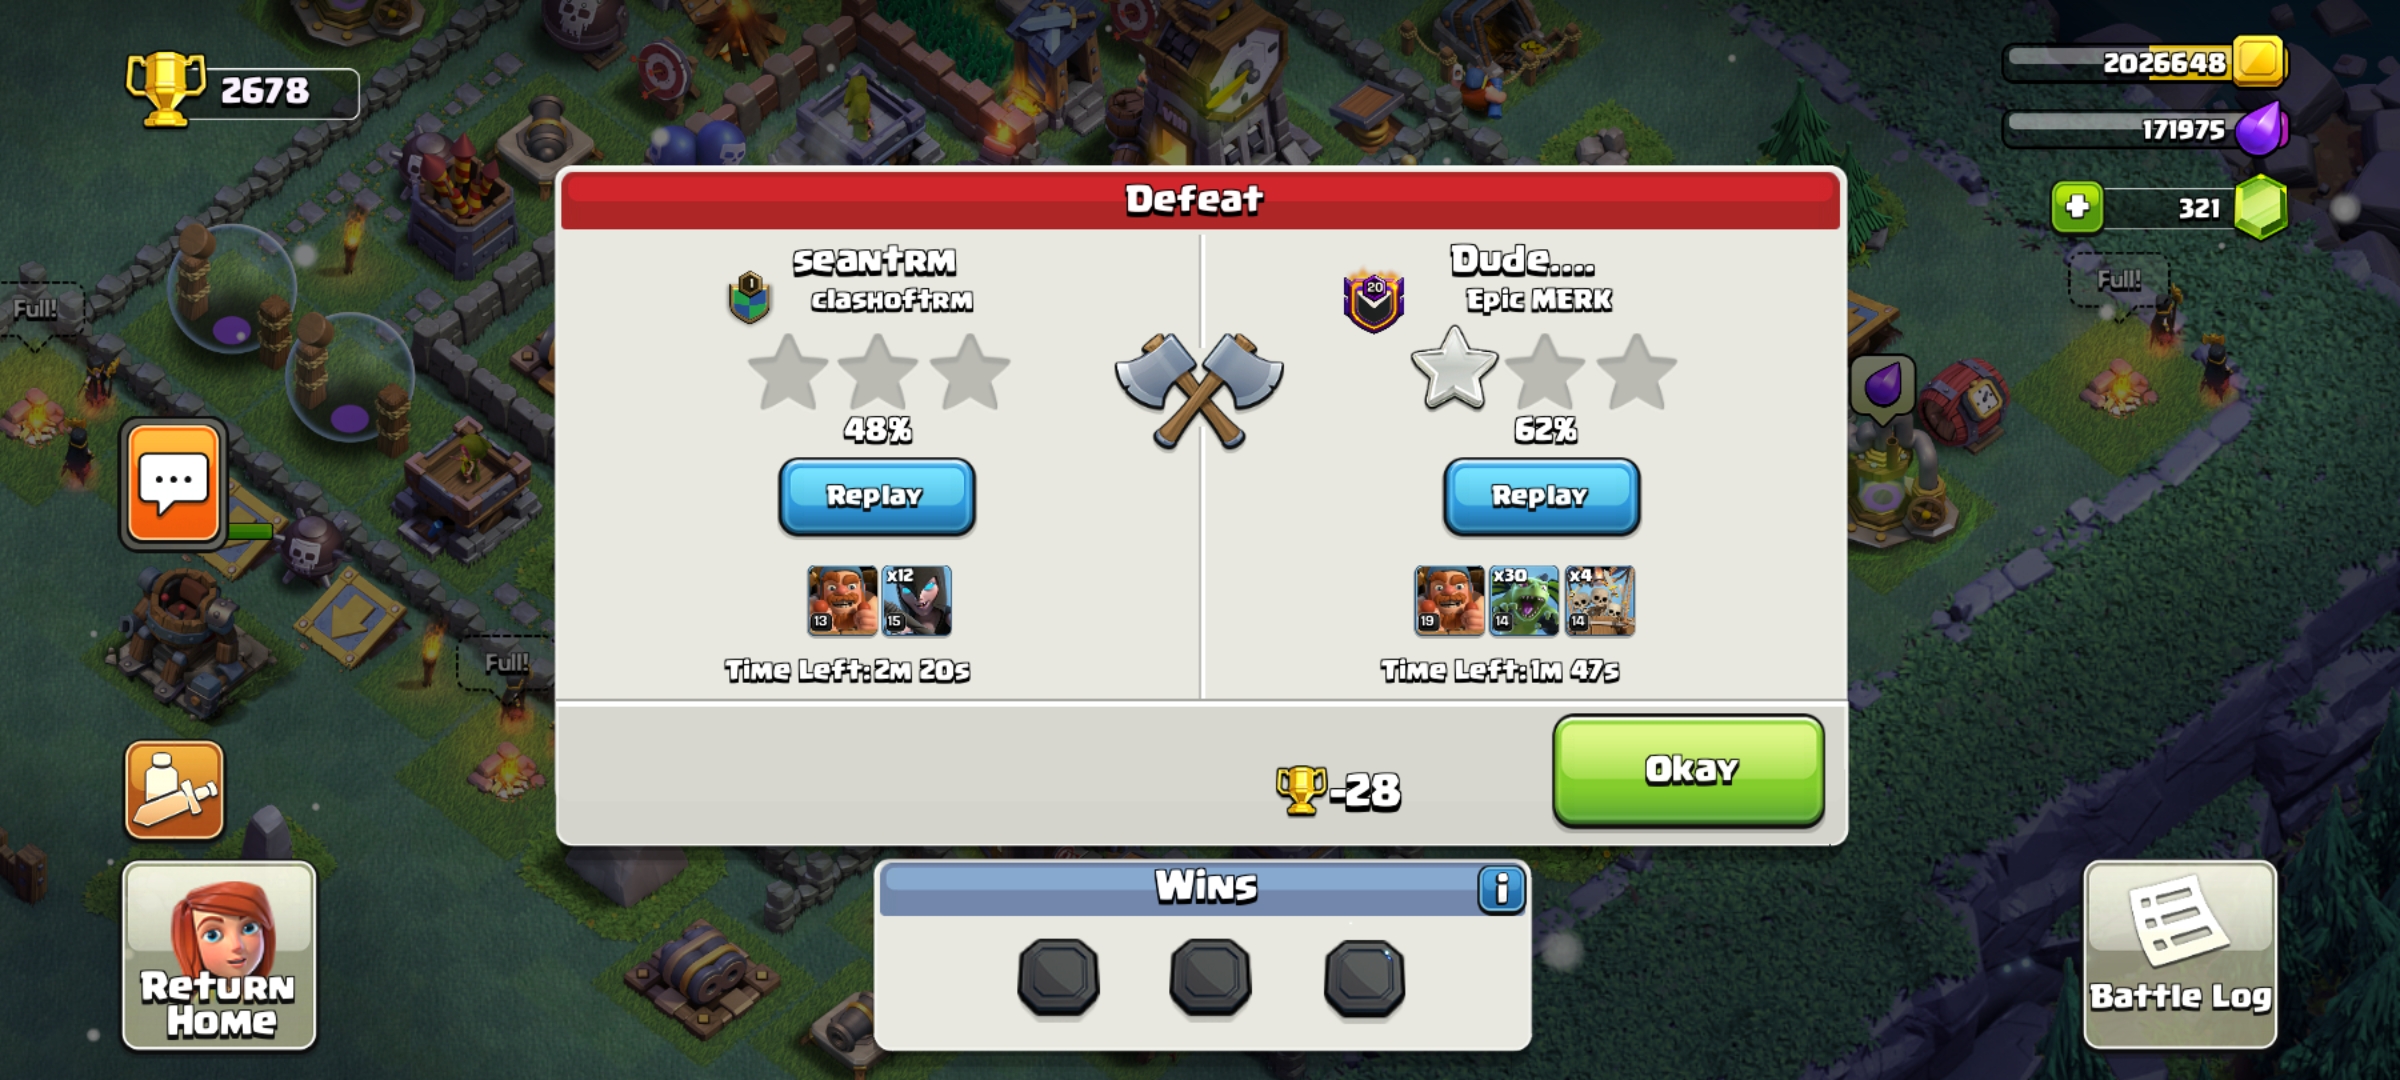 2678
2026648
171975
321
Defeat
seantrm
clashoftrm
1
48%
Replay
13
x12
15
Time Left:2m 20s
Dude....
Epic MERK
20
62%
Replay
19
x30
14
x4
14
Time Left:1m 47s
-28
Okay
Full!
Full!
Full!
Return
Home
Wins
i
Battle Log